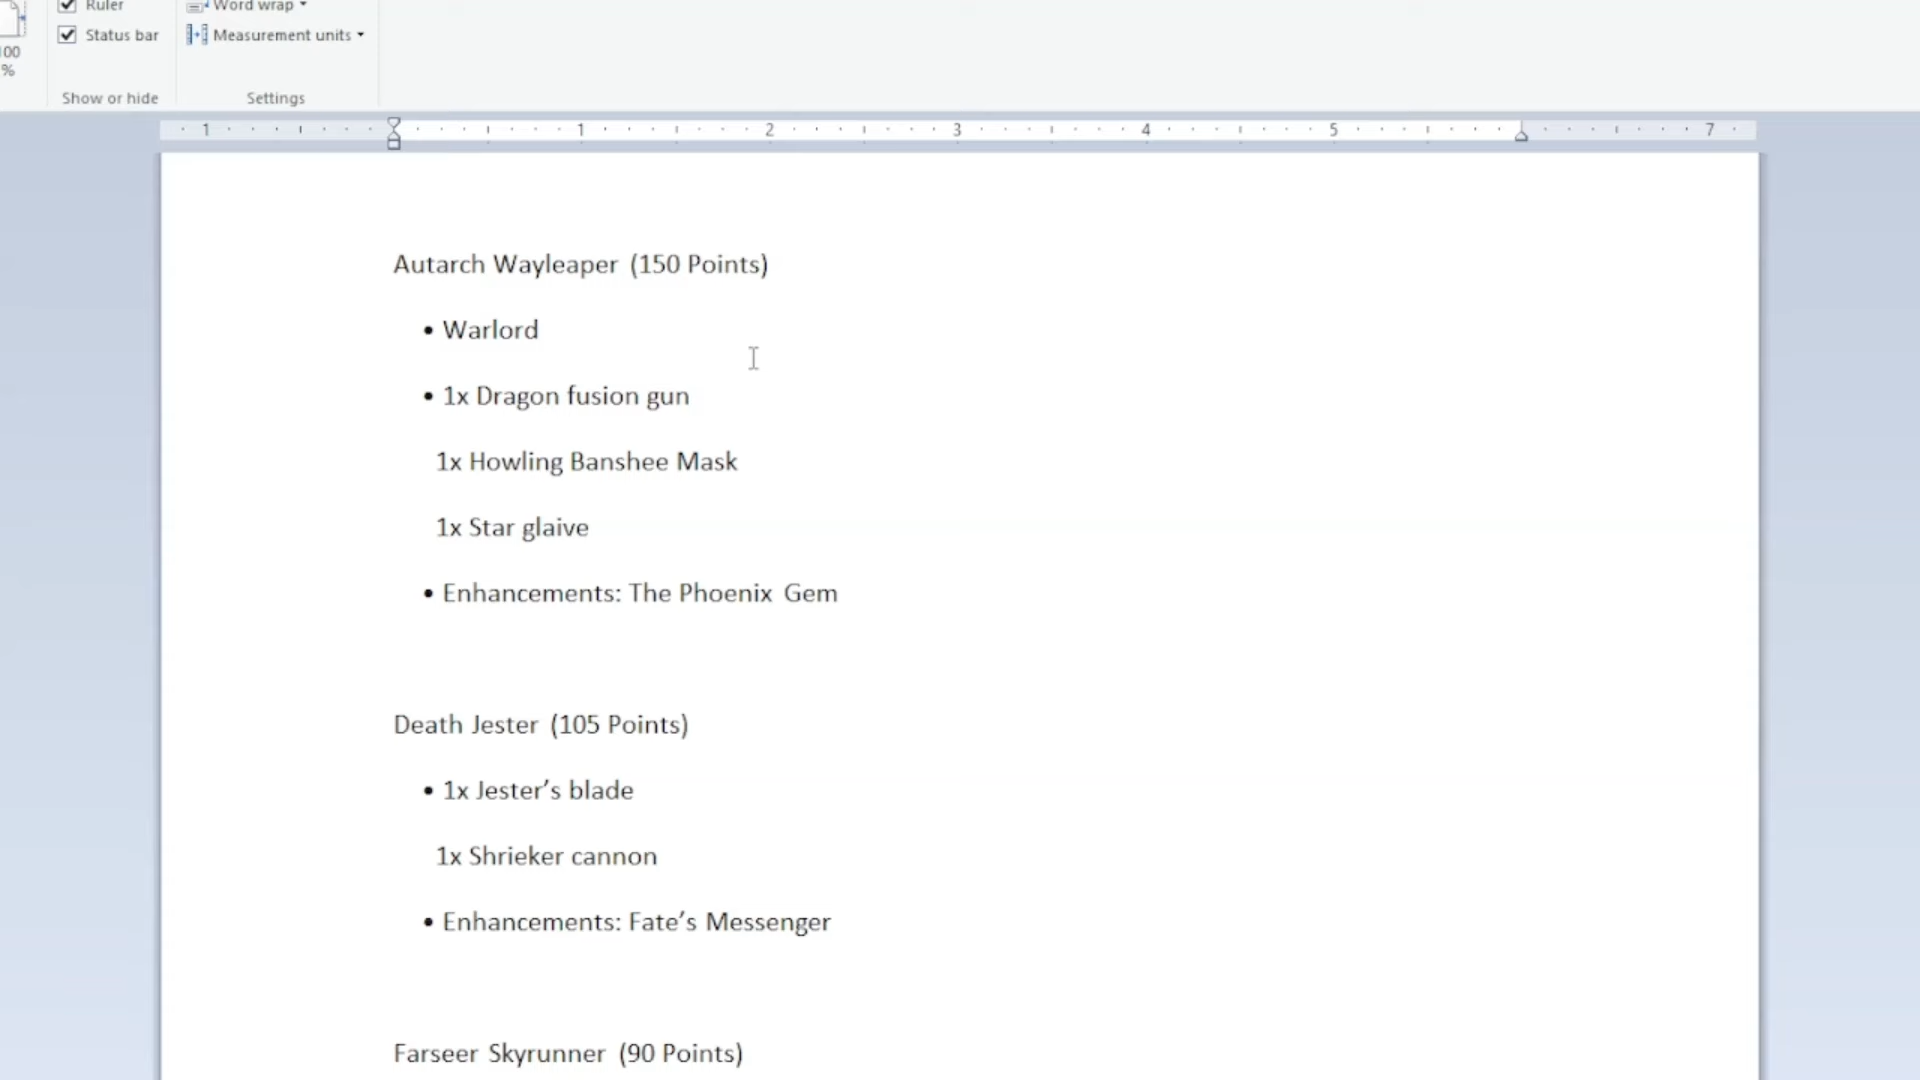 Ruler
Word wrap
Status bar
Measurement units
100
%
Show or hide
Settings
1 1 2 3 4 5 7
Autarch Wayleaper (150 Points)
• Warlord
• 1x Dragon fusion gun
1x Howling Banshee Mask
1x Star glaive
• Enhancements: The Phoenix Gem
Death Jester (105 Points)
• 1x Jester’s blade
1x Shrieker cannon
• Enhancements: Fate’s Messenger
Farseer Skyrunner (90 Points)